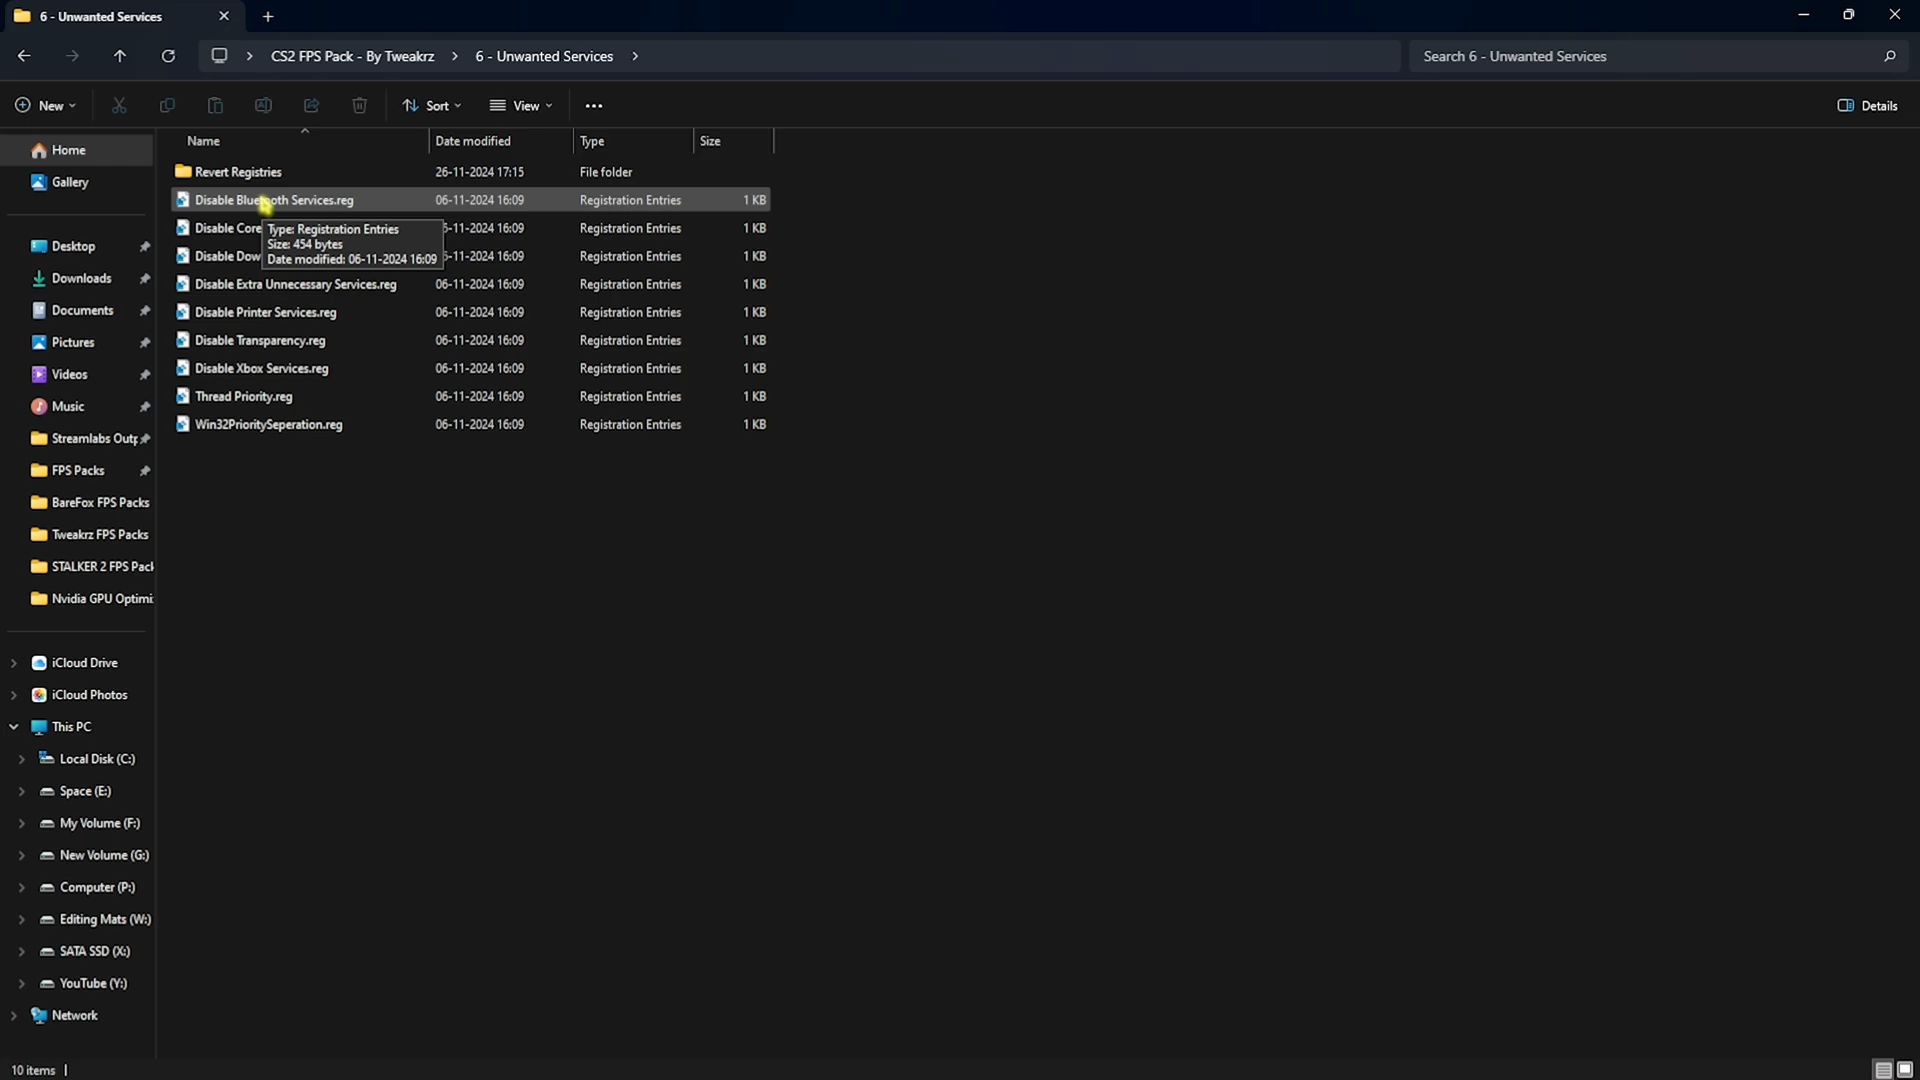 6 - Unwanted Services
CS2 FPS Pack - By Tweakrz > 6 - Unwanted Services >
Search 6 - Unwanted Services
New
Sort
View
Details
Name
Date modified
Type
Size
Home
Gallery
Desktop
Downloads
Documents
Pictures
Videos
Music
Streamlabs Outp
FPS Packs
BareFox FPS Packs
Tweakrz FPS Packs
STALKER 2 FPS Pack
Nvidia GPU Optimi
iCloud Drive
iCloud Photos
This PC
Local Disk (C:)
Space (E:)
My Volume (F:)
New Volume (G:)
Computer (P:)
Editing Mats (W:)
SATA SSD (X:)
YouTube (Y:)
Network
Revert Registries 26-11-2024 17:15 File folder
Disable Bluetooth Services.reg 06-11-2024 16:09 Registration Entries 1 KB
Disable Core 6-11-2024 16:09 Registration Entries 1 KB
Disable Dow 6-11-2024 16:09 Registration Entries 1 KB
Disable Extra Unnecessary Services.reg 06-11-2024 16:09 Registration Entries 1 KB
Disable Printer Services.reg 06-11-2024 16:09 Registration Entries 1 KB
Disable Transparency.reg 06-11-2024 16:09 Registration Entries 1 KB
Disable Xbox Services.reg 06-11-2024 16:09 Registration Entries 1 KB
Thread Priority.reg 06-11-2024 16:09 Registration Entries 1 KB
Win32PrioritySeperation.reg 06-11-2024 16:09 Registration Entries 1 KB
Type: Registration Entries
Size: 454 bytes
Date modified: 06-11-2024 16:09
10 items